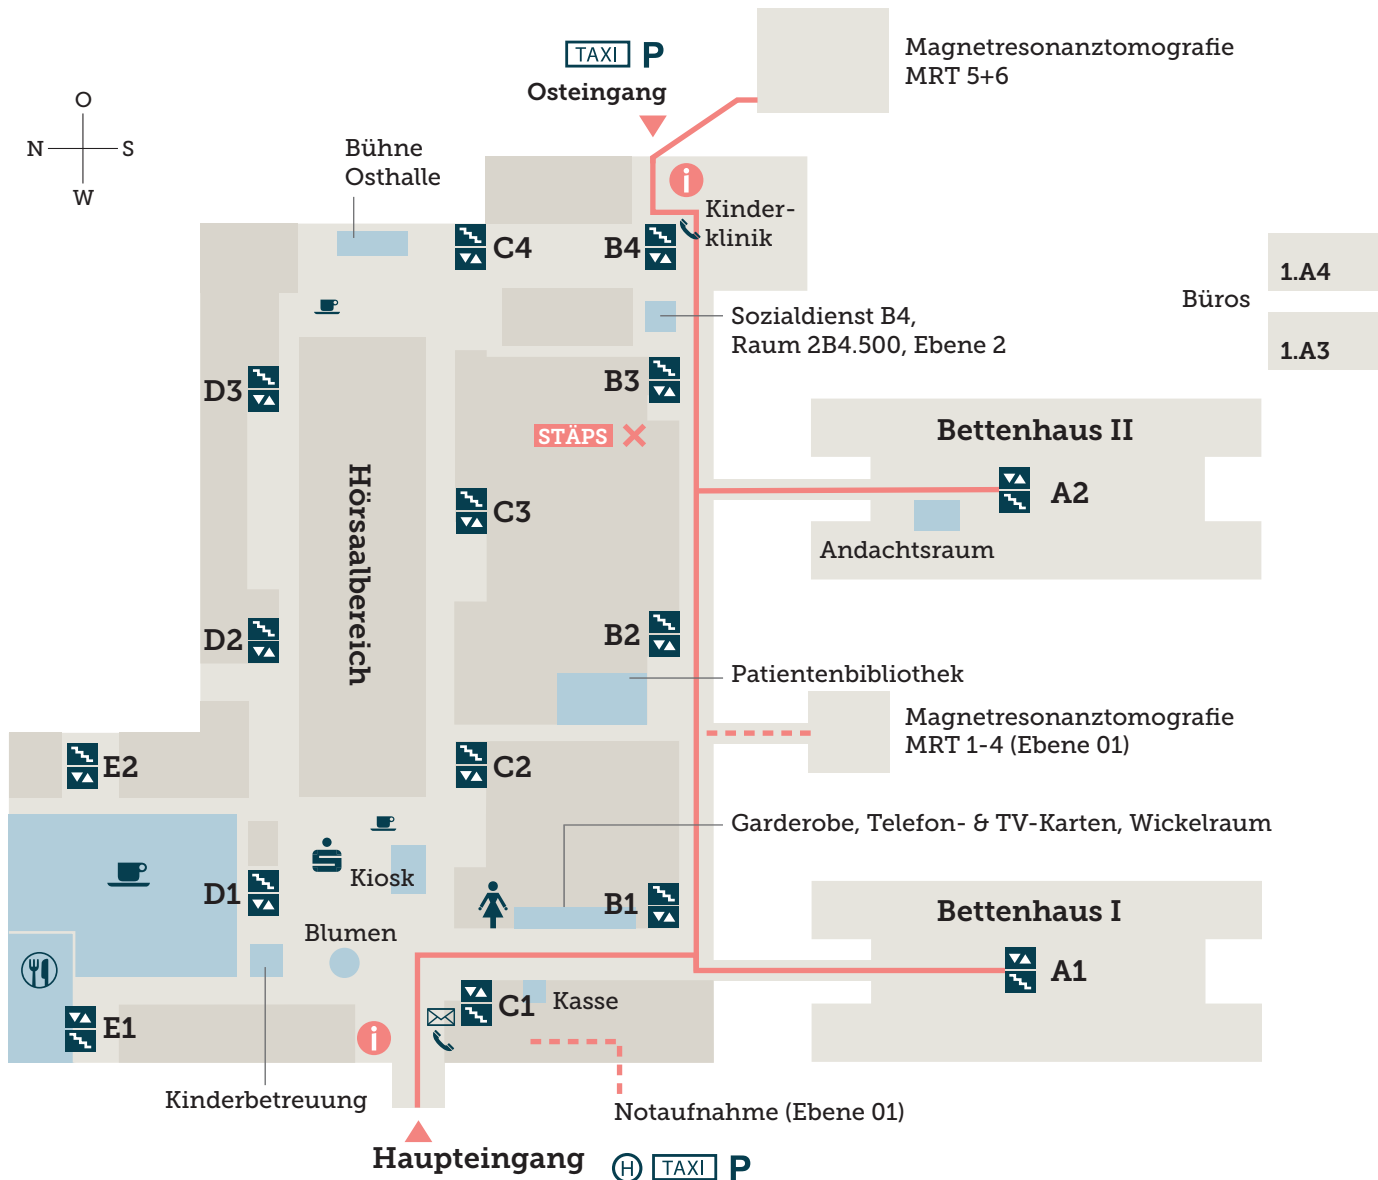 Magnetresonanztomografie
MRT 5+6
TAXI P
Osteingang
O
N S
W
Bühne
Osthalle
i
Kinder-
klinik
C4
B4
1.A4
Büros
1.A3
Sozialdienst B4,
Raum 2B4.500, Ebene 2
D3
B3
STÄPS
Bettenhaus II
A2
Andachtsraum
Hörsaalbereich
C3
D2
B2
Patientenbibliothek
Magnetresonanztomografie
MRT 1-4 (Ebene 01)
E2
C2
Garderobe, Telefon- & TV-Karten, Wickelraum
Kiosk
D1
B1
Blumen
Bettenhaus I
A1
C1
Kasse
E1
i
Kinderbetreuung
Notaufnahme (Ebene 01)
Haupteingang
H TAXI P